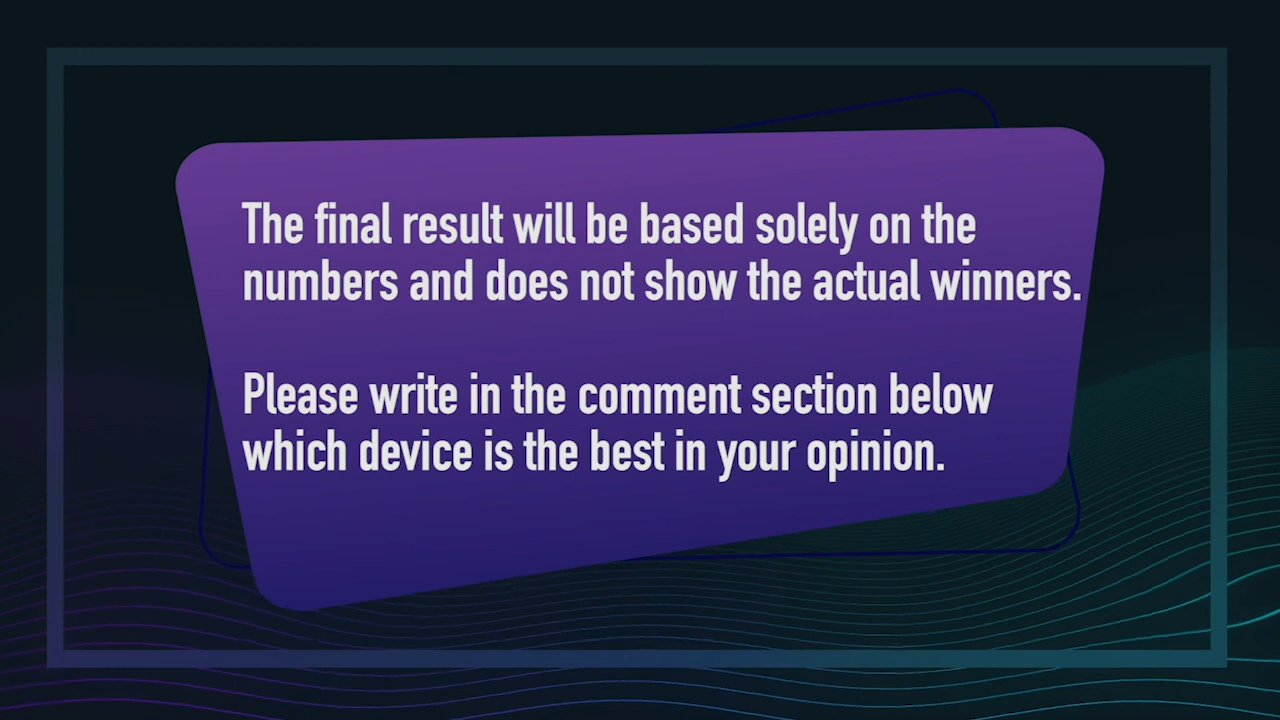 The final result will be based solely on the
numbers and does not show the actual winners.
Please write in the comment section below
which device is the best in your opinion.